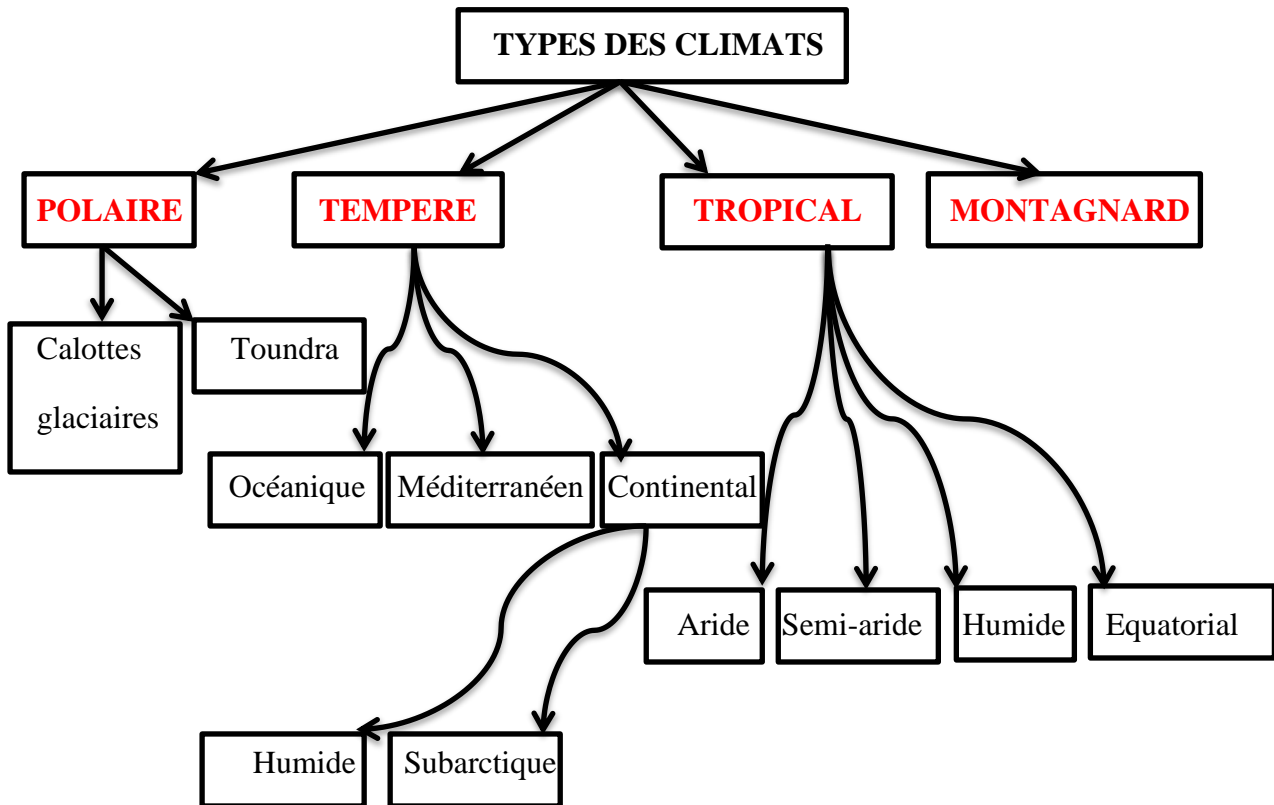 TYPES DES CLIMATS
POLAIRE
TEMPERE
TROPICAL
MONTAGNARD
Calottes
glaciaires
Toundra
Océanique
Méditerranéen
Continental
Aride
Semi-aride
Humide
Equatorial
Humide
Subarctique